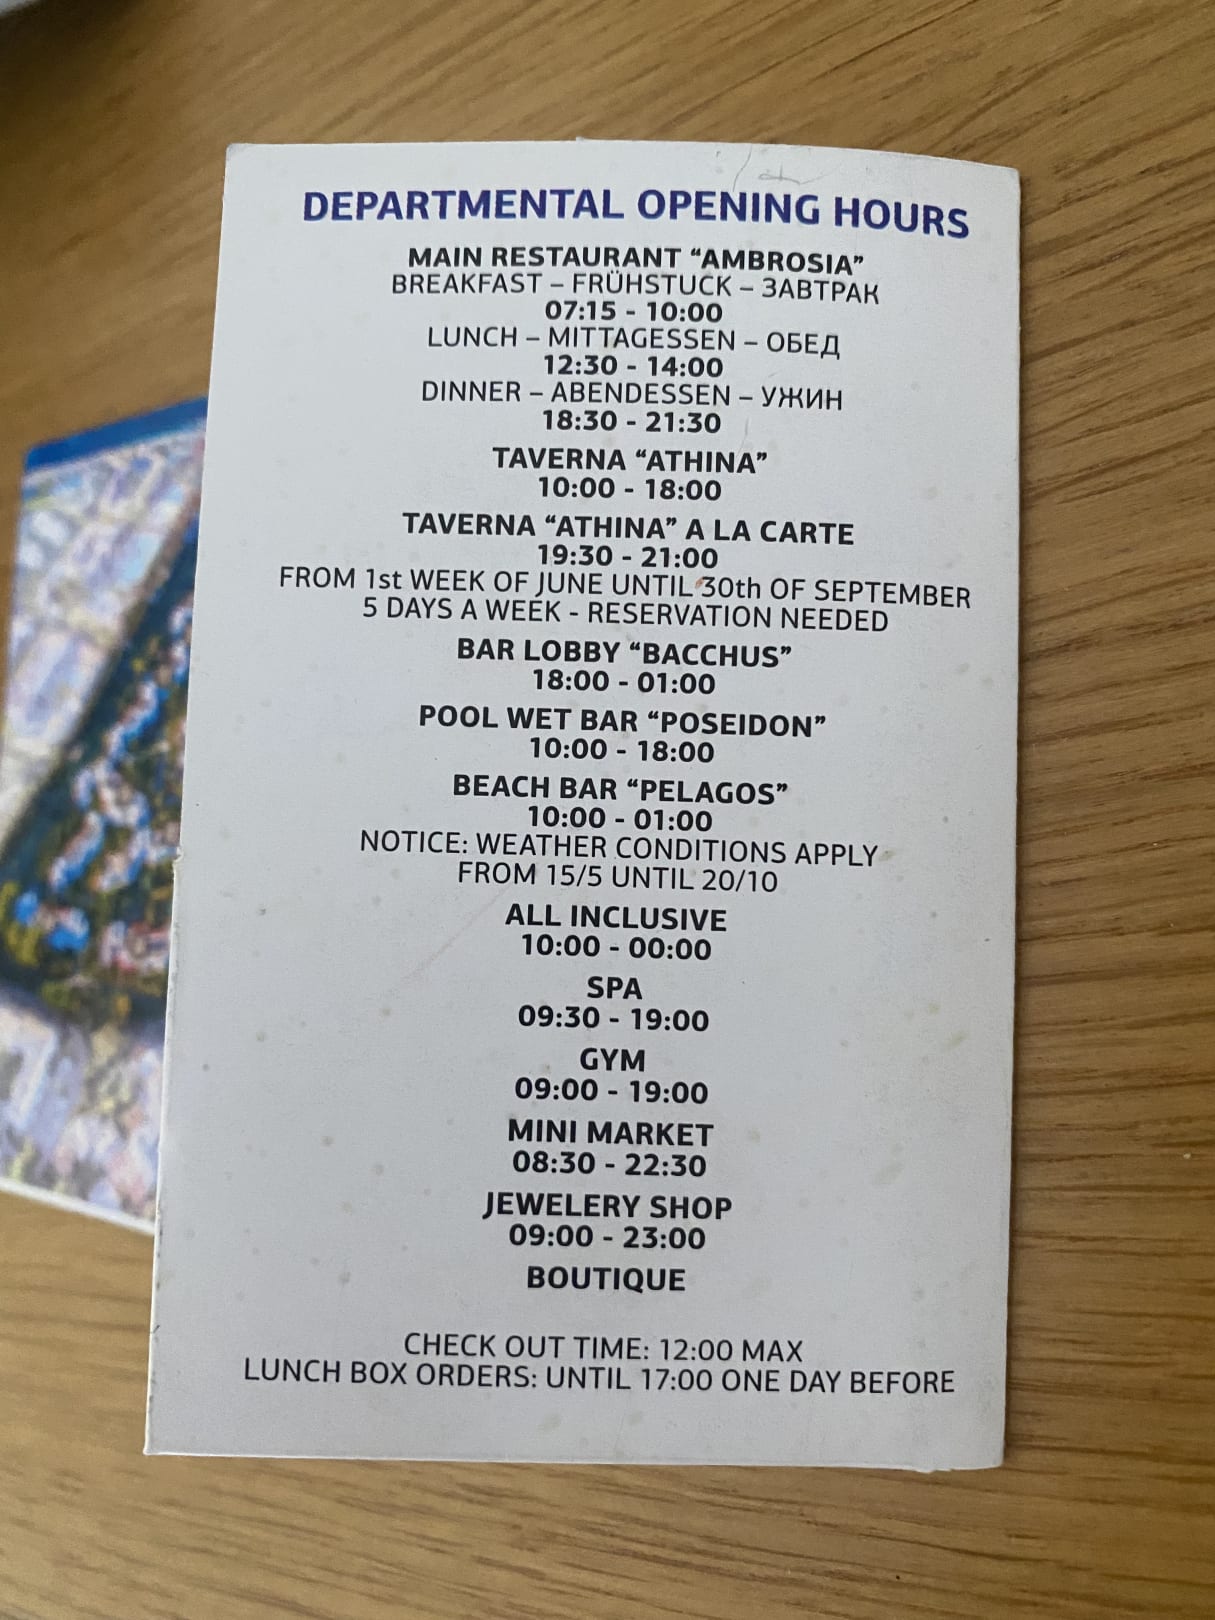 DEPARTMENTAL OPENING HOURS
MAIN RESTAURANT “AMBROSIA”
BREAKFAST – FRÜHSTUCK – ЗАВТРАК
07:15 - 10:00
LUNCH – MITTAGESSEN – ОБЕД
12:30 - 14:00
DINNER – ABENDESSEN – УЖИН
18:30 - 21:30
TAVERNA “ATHINA”
10:00 - 18:00
TAVERNA “ATHINA” A LA CARTE
19:30 - 21:00
FROM 1st WEEK OF JUNE UNTIL 30th OF SEPTEMBER
5 DAYS A WEEK - RESERVATION NEEDED
BAR LOBBY “BACCHUS”
18:00 - 01:00
POOL WET BAR “POSEIDON”
10:00 - 18:00
BEACH BAR “PELAGOS”
10:00 - 01:00
NOTICE: WEATHER CONDITIONS APPLY
FROM 15/5 UNTIL 20/10
ALL INCLUSIVE
10:00 - 00:00
SPA
09:30 - 19:00
GYM
09:00 - 19:00
MINI MARKET
08:30 - 22:30
JEWELERY SHOP
09:00 - 23:00
BOUTIQUE
CHECK OUT TIME: 12:00 MAX
LUNCH BOX ORDERS: UNTIL 17:00 ONE DAY BEFORE